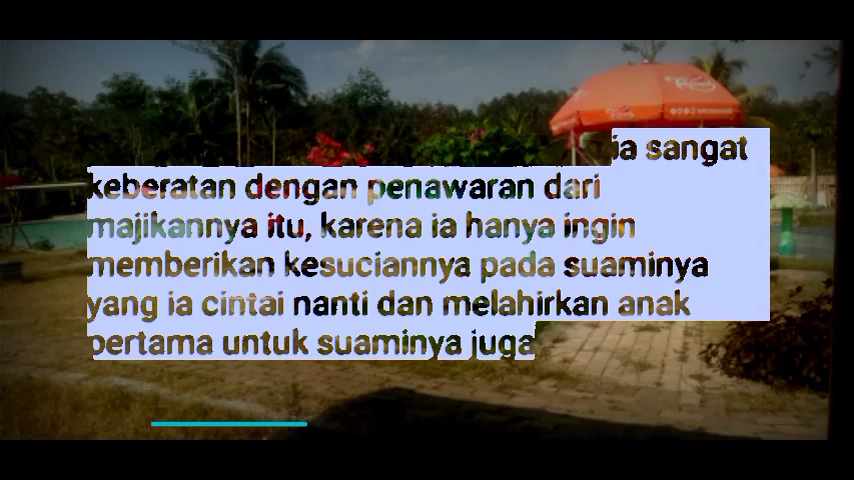 ia sangat
keberatan dengan penawaran dari
majikannya itu, karena ia hanya ingin
memberikan kesuciannya pada suaminya
yang ia cintai nanti dan melahirkan anak
pertama untuk suaminya juga